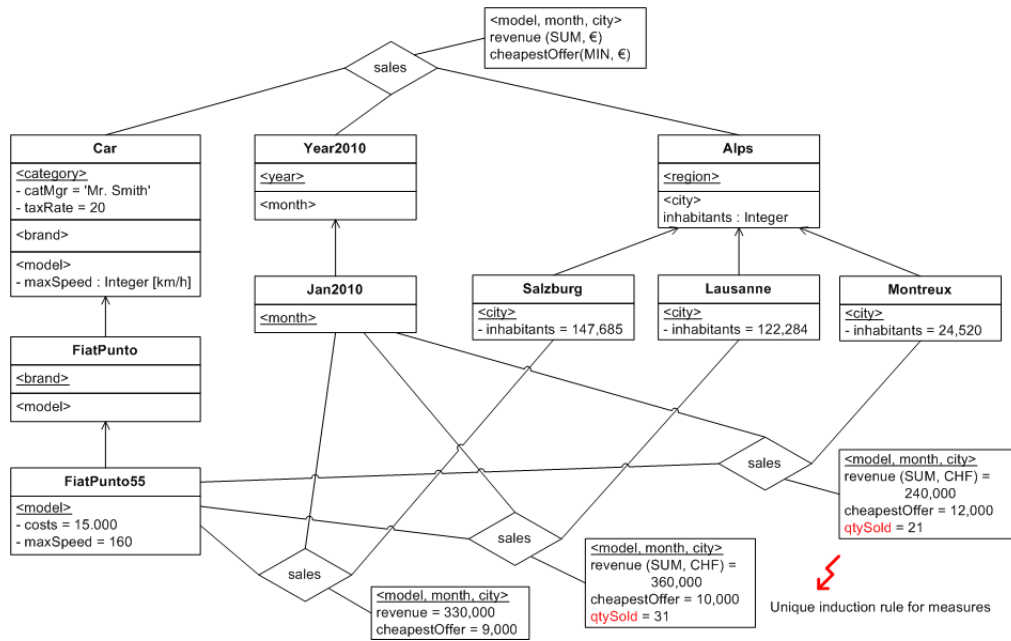 <model, month, city>
revenue (SUM, €)
cheapestOffer(MIN, €)
sales
Car
<category>
- catMgr = 'Mr. Smith'
- taxRate = 20
<brand>
<model>
- maxSpeed : Integer [km/h]
Year2010
<year>
<month>
Alps
<region>
<city>
inhabitants : Integer
Jan2010
<month>
Salzburg
<city>
- inhabitants = 147,685
Lausanne
<city>
- inhabitants = 122,284
Montreux
<city>
- inhabitants = 24,520
FiatPunto
<brand>
<model>
FiatPunto55
<model>
- costs = 15.000
- maxSpeed = 160
sales
<model, month, city>
revenue (SUM, CHF) =
240,000
cheapestOffer = 12,000
qtySold = 21
sales
<model, month, city>
revenue (SUM, CHF) =
360,000
cheapestOffer = 10,000
qtySold = 31
sales
<model, month, city>
revenue = 330,000
cheapestOffer = 9,000
Unique induction rule for measures